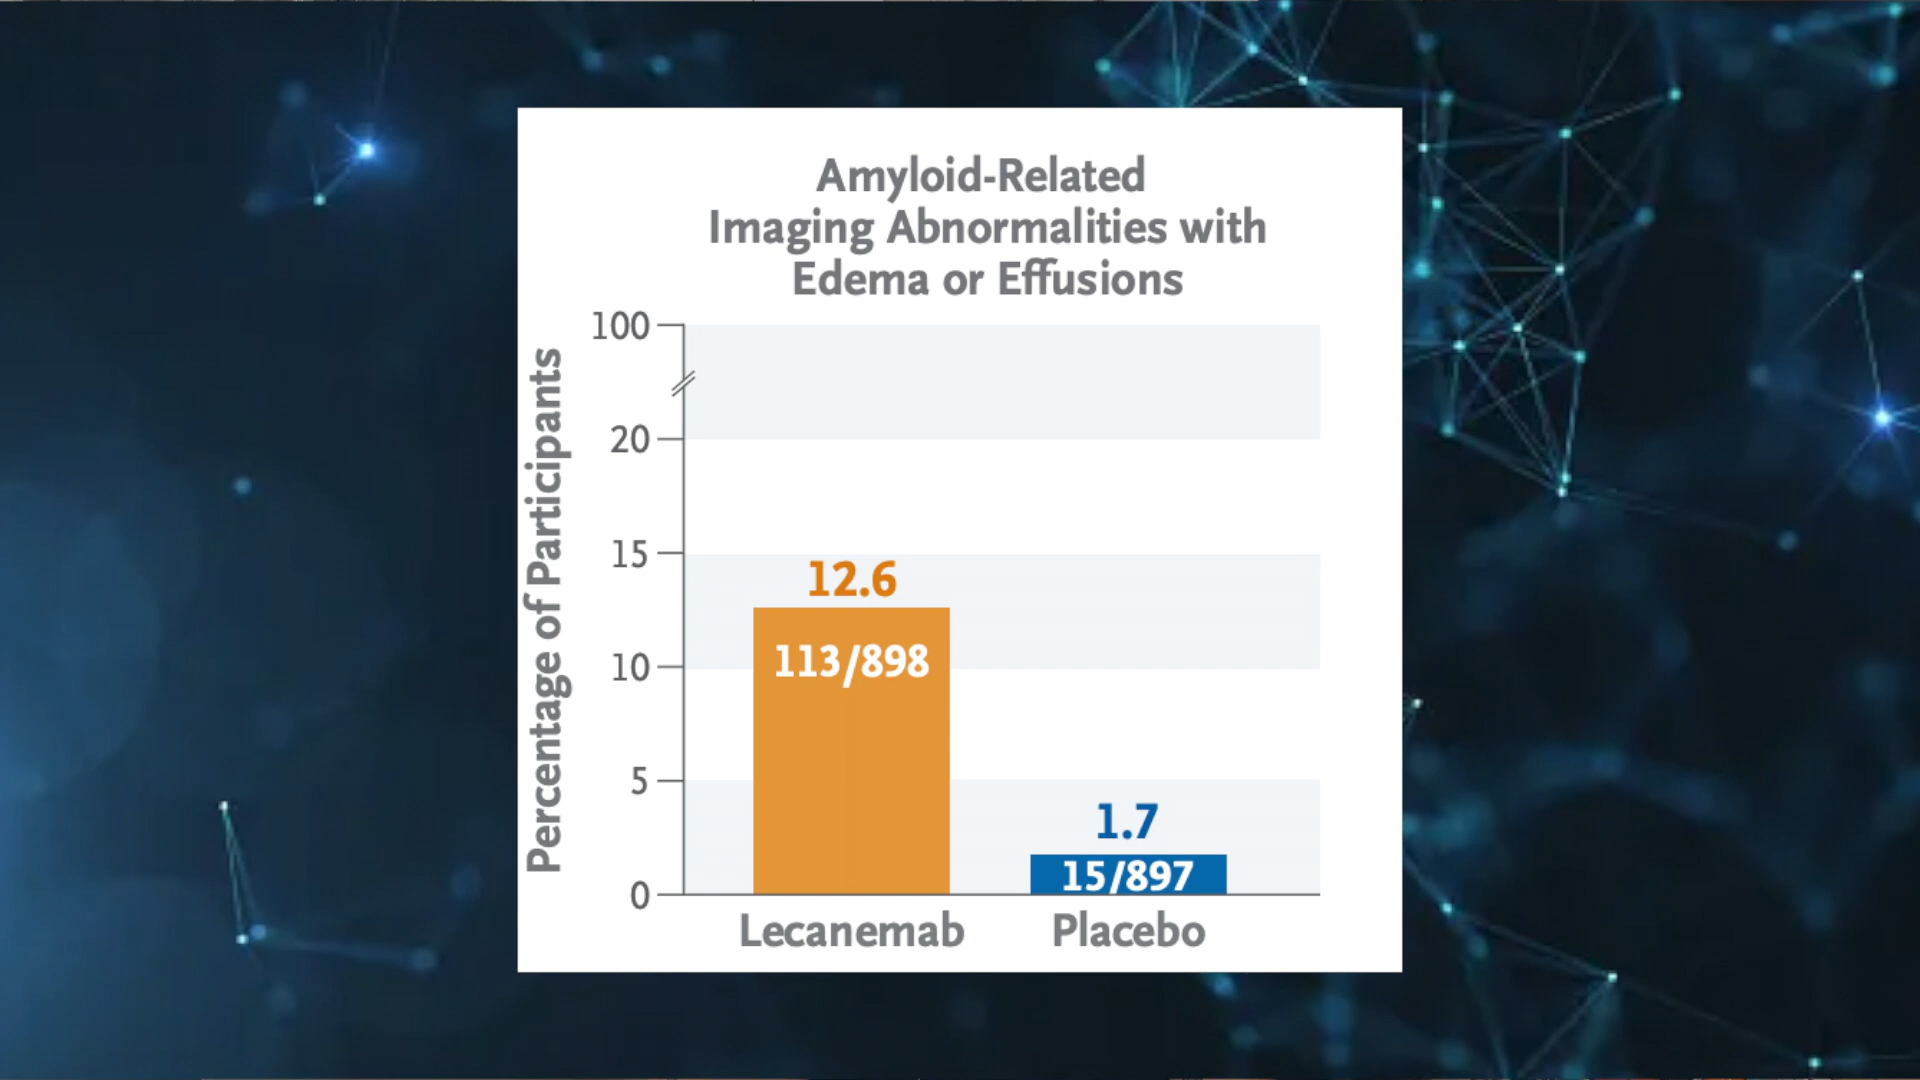 Amyloid-Related
Imaging Abnormalities with
Edema or Effusions
Percentage of Participants
100
20
15
10
5
0
12.6
113/898
1.7
15/897
Lecanemab
Placebo